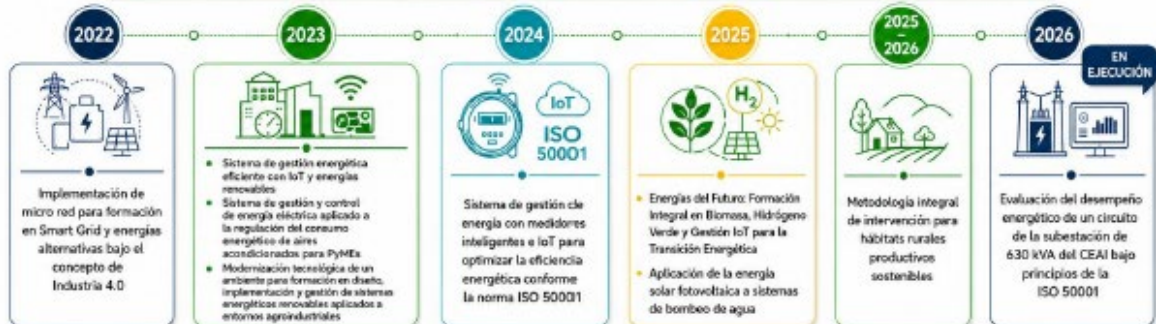 2022
Implementación de
micro red para formación
en Smart Grid y energías
alternativas bajo el
concepto de
Industria 4.0
2023
Sistema de gestión energética
eficiente con IoT y energías
renovables
Sistema de gestión y control
de energía eléctrica aplicado a
la regulación del consumo
energético de aires
acondicionados para PyMEs
Modernización tecnológica de un
ambiente para formación en diseño,
implementación y gestión de sistemas
energéticos renovables aplicados a
entornos agroindustriales
2024
IoT
ISO
50001
Sistema de gestión de
energía con medidores
inteligentes e IoT para
optimizar la eficiencia
energética conforme
la norma ISO 50001
2025
H2
Energías del Futuro: Formación
Integral en Biomasa, Hidrógeno
Verde y Gestión IoT para la
Transición Energética
Aplicación de la energía
solar fotovoltaica a sistemas
de bombeo de agua
2025
–
2026
Metodología integral
de intervención para
hábitats rurales
productivos
sostenibles
2026
EN
EJECUCIÓN
Evaluación del desempeño
energético de un circuito
de la subestación de
630 kVA del CEAI bajo
principios de la
ISO 50001